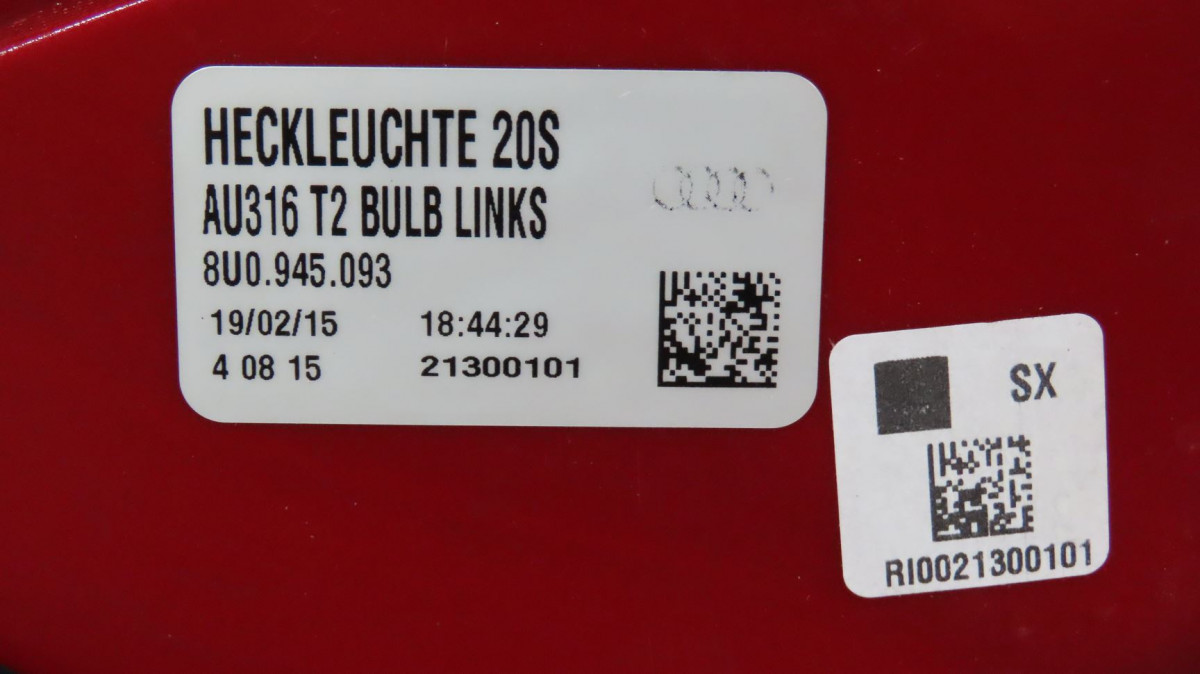 HECKLEUCHTE 20S
AU316 T2 BULB LINKS
8U0.945.093
19/02/15 18:44:29
4 08 15 21300101
SX
RI0021300101